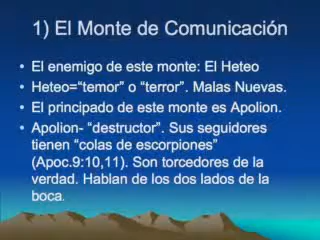 1) El Monte de Comunicación
• El enemigo de este monte: El Heteo
• Heteo=“temor” o “terror”. Malas Nuevas.
• El principado de este monte es Apolion.
• Apolion- “destructor”. Sus seguidores
tienen “colas de escorpiones”
(Apoc.9:10,11). Son torcedores de la
verdad. Hablan de los dos lados de la
boca.